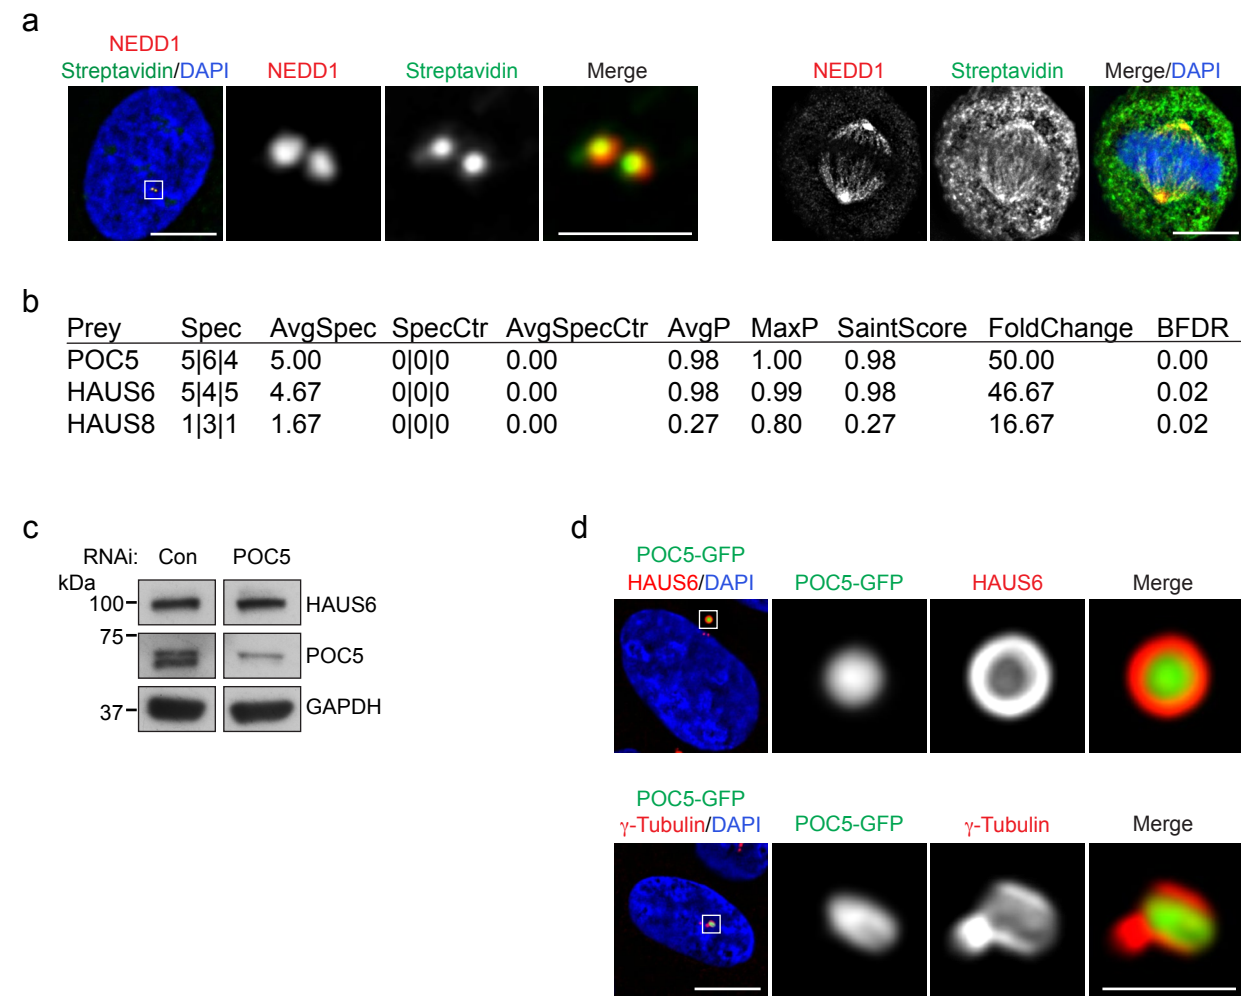 a
NEDD1
Streptavidin/DAPI
NEDD1
Streptavidin
Merge
NEDD1
Streptavidin
Merge/DAPI
b
Prey Spec AvgSpec SpecCtr AvgSpecCtr AvgP MaxP SaintScore FoldChange BFDR
POC5 5|6|4 5.00 0|0|0 0.00 0.98 1.00 0.98 50.00 0.00
HAUS6 5|4|5 4.67 0|0|0 0.00 0.98 0.99 0.98 46.67 0.02
HAUS8 1|3|1 1.67 0|0|0 0.00 0.27 0.80 0.27 16.67 0.02
c
RNAi: Con POC5
kDa
100 HAUS6
75
POC5
37 GAPDH
d
POC5-GFP
HAUS6/DAPI
POC5-GFP
HAUS6
Merge
POC5-GFP
γ-Tubulin/DAPI
POC5-GFP
γ-Tubulin
Merge